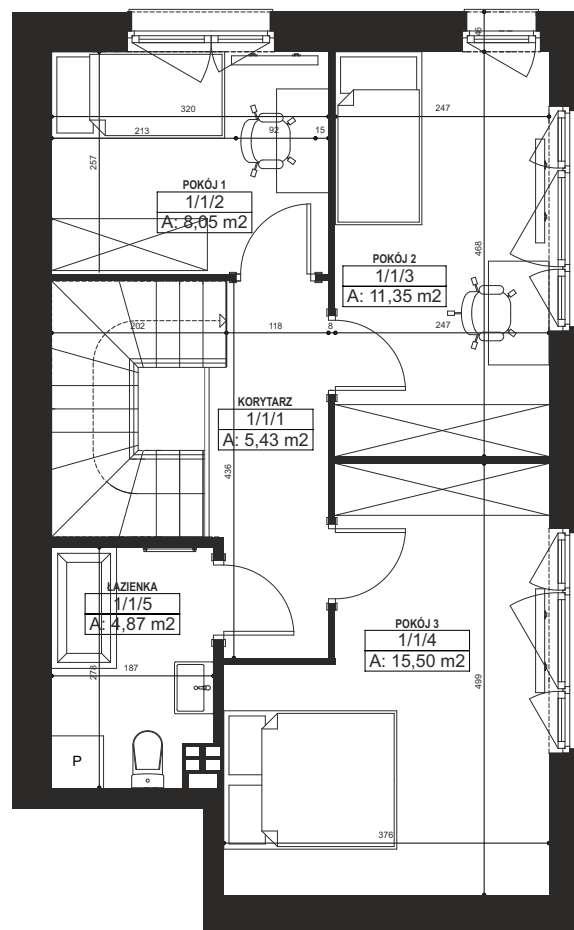 46
320
247
213
92
15
257
POKÓJ 1
1/1/2
A: 8,05 m2
POKÓJ 2
1/1/3
A: 11,35 m2
468
202
118
8
247
KORYTARZ
1/1/1
A: 5,43 m2
436
ŁAZIENKA
1/1/5
A: 4,87 m2
POKÓJ 3
1/1/4
A: 15,50 m2
187
278
499
P
376